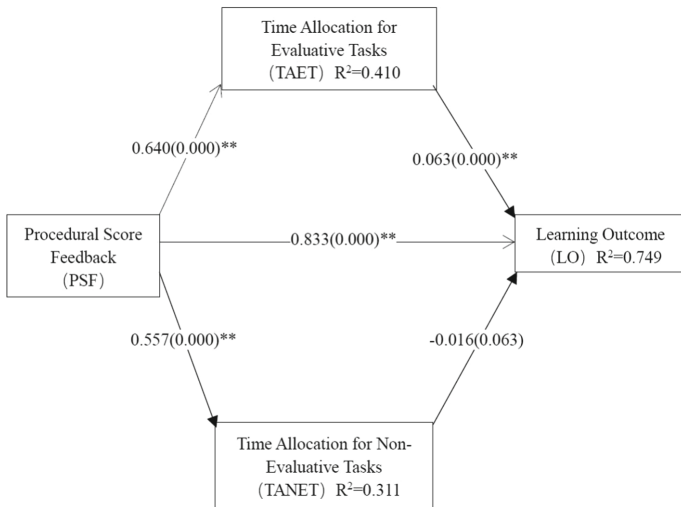 Time Allocation for
Evaluative Tasks
（TAET）R²=0.410
0.640(0.000)**
0.063(0.000)**
Procedural Score
Feedback
（PSF）
0.833(0.000)**
Learning Outcome
（LO）R²=0.749
0.557(0.000)**
-0.016(0.063)
Time Allocation for Non-
Evaluative Tasks
（TANET）R²=0.311